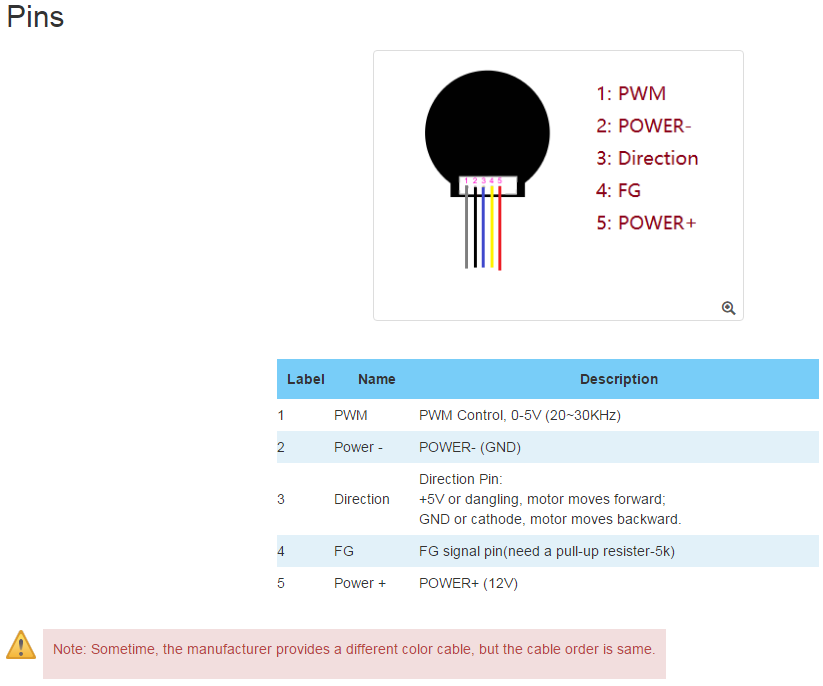 Pins
1: PWM
2: POWER-
3: Direction
4: FG
5: POWER+
1 2 3 4 5
Label Name Description
1 PWM PWM Control, 0-5V (20~30KHz)
2 Power - POWER- (GND)
3 Direction Direction Pin:
+5V or dangling, motor moves forward;
GND or cathode, motor moves backward.
4 FG FG signal pin(need a pull-up resister-5k)
5 Power + POWER+ (12V)
Note: Sometime, the manufacturer provides a different color cable, but the cable order is same.